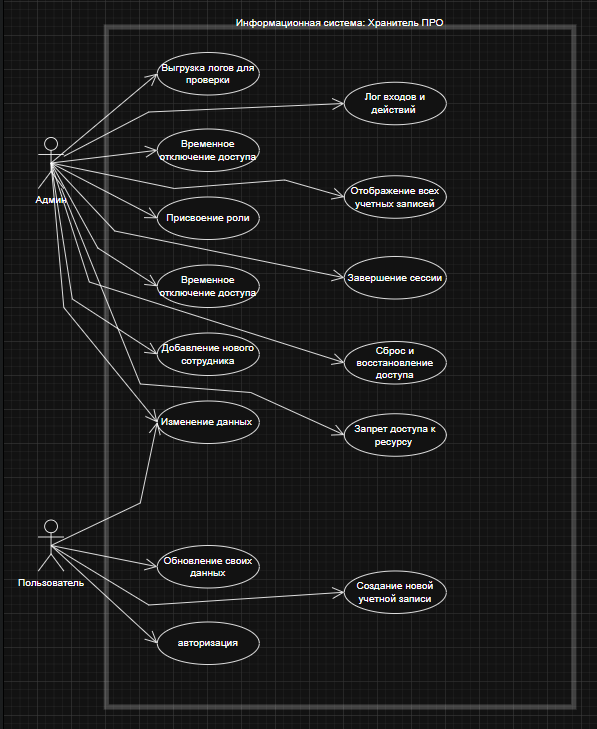 Информационная система: Хранитель ПРО
Выгрузка логов для
проверки
Лог входов и
действий
Временное
отключение доступа
Админ
Отображение всех
учетных записей
Присвоение роли
Завершение сессии
Временное
отключение доступа
Добавление нового
сотрудника
Сброс и
восстановление
доступа
Изменение данных
Запрет доступа к
ресурсу
Пользователь
Обновление своих
данных
Создание новой
учетной записи
авторизация